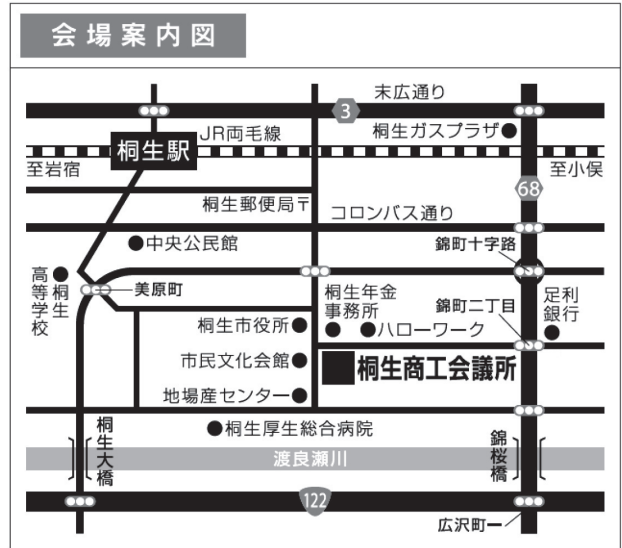 会場案内図
末広通り
3
JR両毛線
桐生ガスプラザ
桐生駅
至岩宿
至小俣
68
桐生郵便局〒
コロンバス通り
中央公民館
錦町十字路
桐生
高等学校
美原町
桐生年金
事務所
錦町二丁目
足利
銀行
桐生市役所
ハローワーク
市民文化会館
桐生商工会議所
地場産センター
桐生厚生総合病院
桐生大橋
錦桜橋
渡良瀬川
122
広沢町一